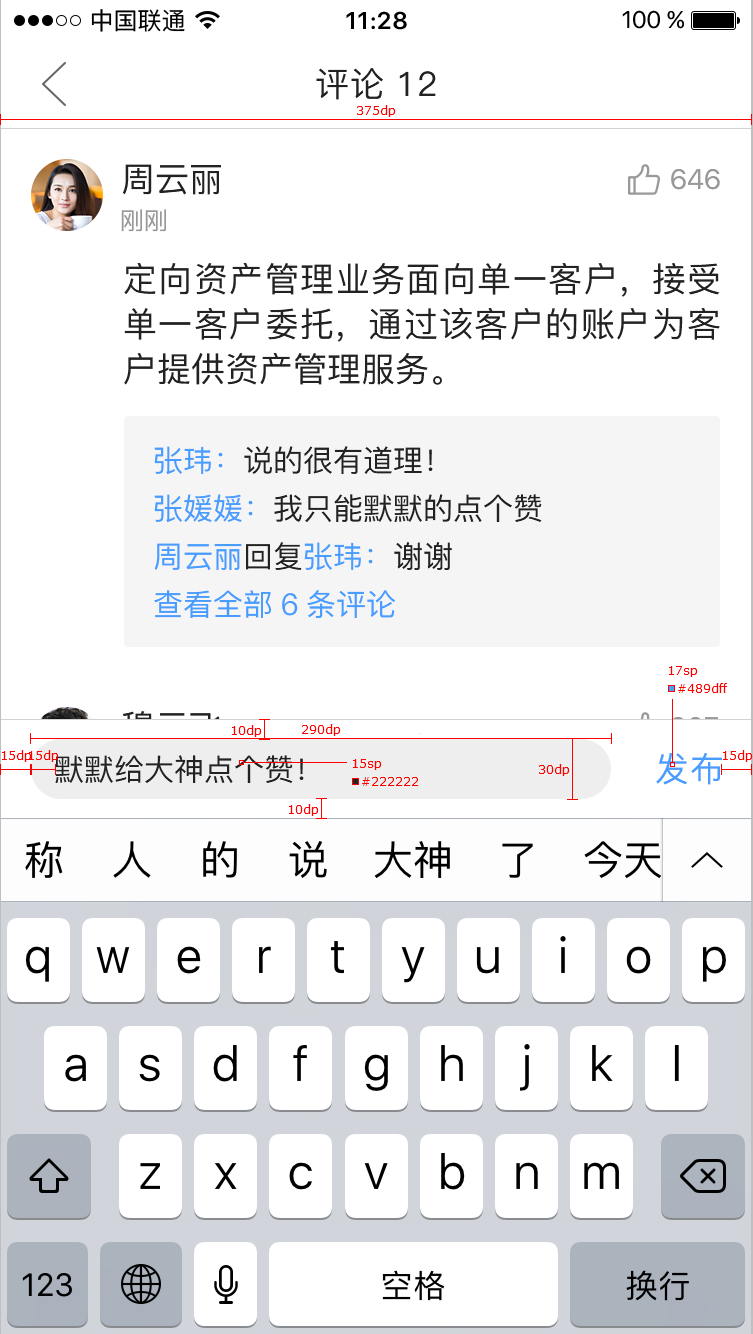 中国联通 11:28 100 %
评论 12
375dp
周云丽 646
刚刚
定向资产管理业务面向单一客户，接受
单一客户委托，通过该客户的账户为客
户提供资产管理服务。
张玮：说的很有道理！
张媛媛：我只能默默的点个赞
周云丽回复张玮：谢谢
查看全部 6 条评论
17sp
#489dff
10dp 290dp
15dp 15dp 默默给大神点个赞！ 15sp 30dp 发布 15dp
#222222
10dp
称 人 的 说 大神 了 今天
q w e r t y u i o p
a s d f g h j k l
z x c v b n m
123 空格 换行